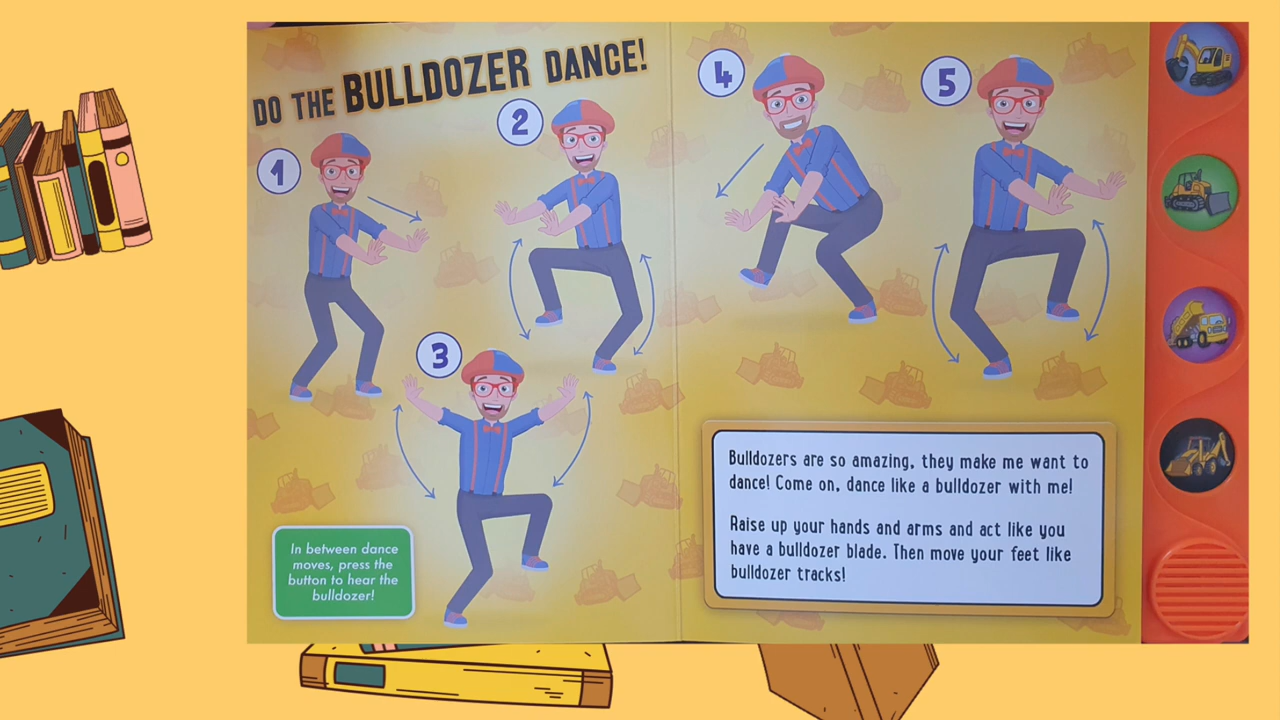 DO THE BULLDOZER DANCE!
1
2
3
In between dance
moves, press the
button to hear the
bulldozer!
4
5
Bulldozers are so amazing, they make me want to
dance! Come on, dance like a bulldozer with me!
Raise up your hands and arms and act like you
have a bulldozer blade. Then move your feet like
bulldozer tracks!